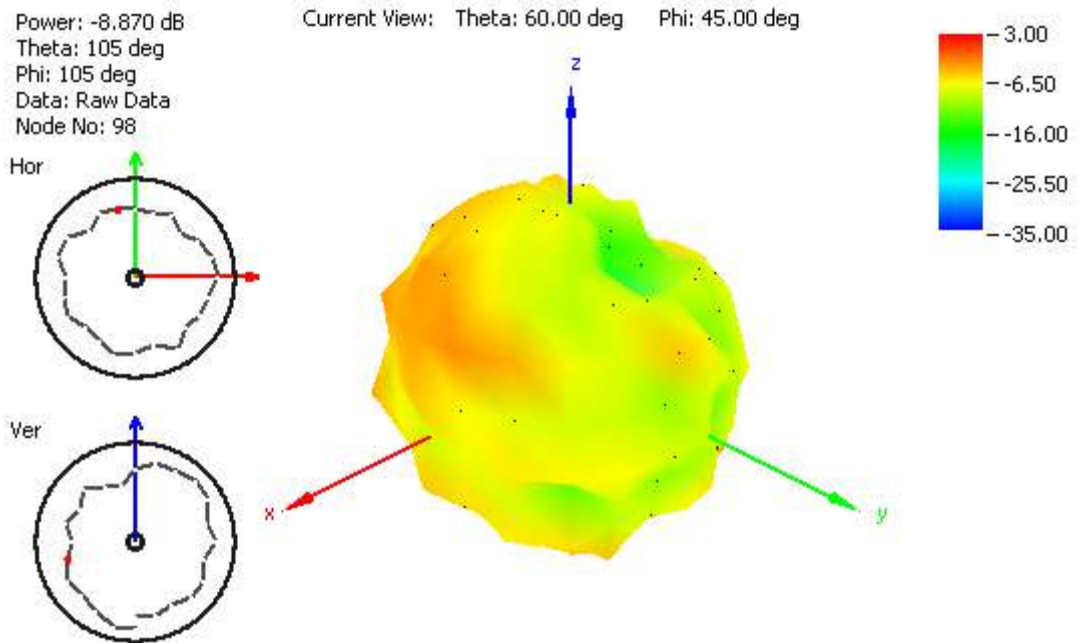 Power: -8.870 dB
Theta: 105 deg
Phi: 105 deg
Data: Raw Data
Node No: 98
Current View: Theta: 60.00 deg Phi: 45.00 deg
3.00
-6.50
-16.00
-25.50
-35.00
Hor
Ver
z
x
y